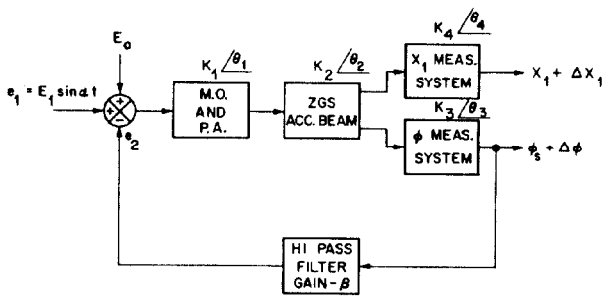 E₀
e₁ = E₁ sin αt
+
+
−
e₂
K₁ /θ₁
M.O.
AND
P.A.
K₂ /θ₂
ZGS
ACC. BEAM
K₄ /θ₄
X₁ MEAS.
SYSTEM
X₁ + ΔX₁
K₃ /θ₃
ϕ MEAS.
SYSTEM
ϕₛ + Δϕ
HI PASS
FILTER
GAIN-β